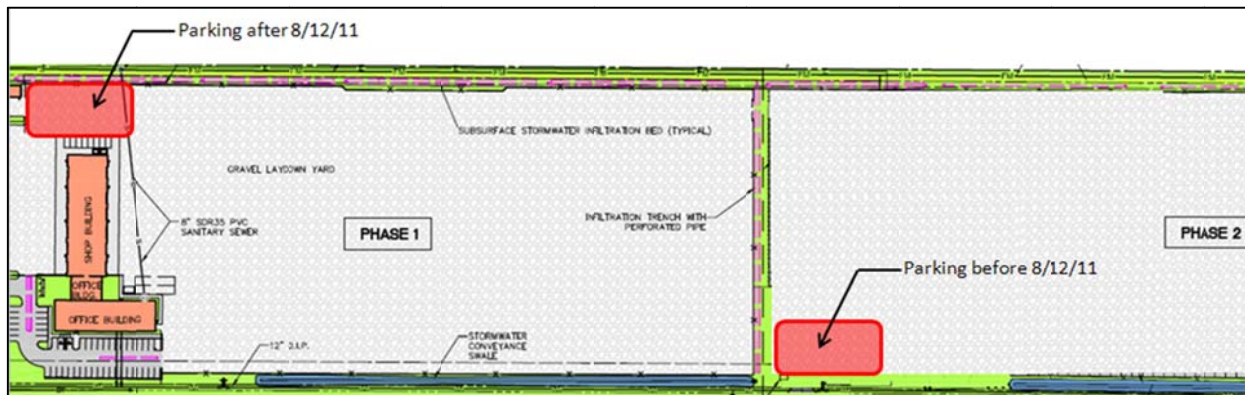 Parking after 8/12/11
FM
SUBSURFACE STORMWATER INFILTRATION BED (TYPICAL)
GRAVEL LAYDOWN YARD
8" SDR35 PVC
SANITARY SEWER
SHOP BUILDING
PHASE 1
INFILTRATION TRENCH WITH
PERFORATED PIPE
PHASE 2
Parking before 8/12/11
OFFICE
BLDG.
OFFICE BUILDING
12" D.I.P.
STORMWATER
CONVEYANCE
SWALE